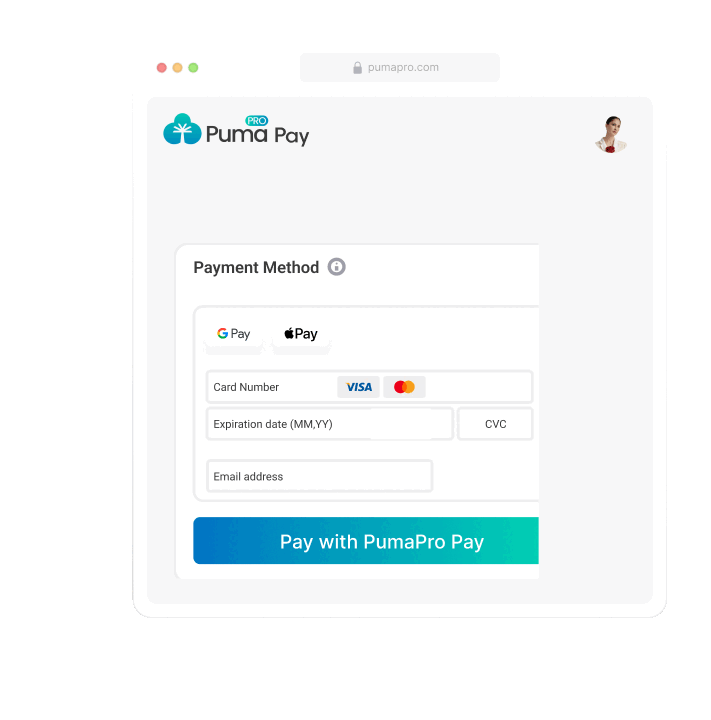 pumapro.com
PRO
Puma Pay
Payment Method
G Pay
Pay
Card Number VISA
Expiration date (MM,YY) CVC
Email address
Pay with PumaPro Pay